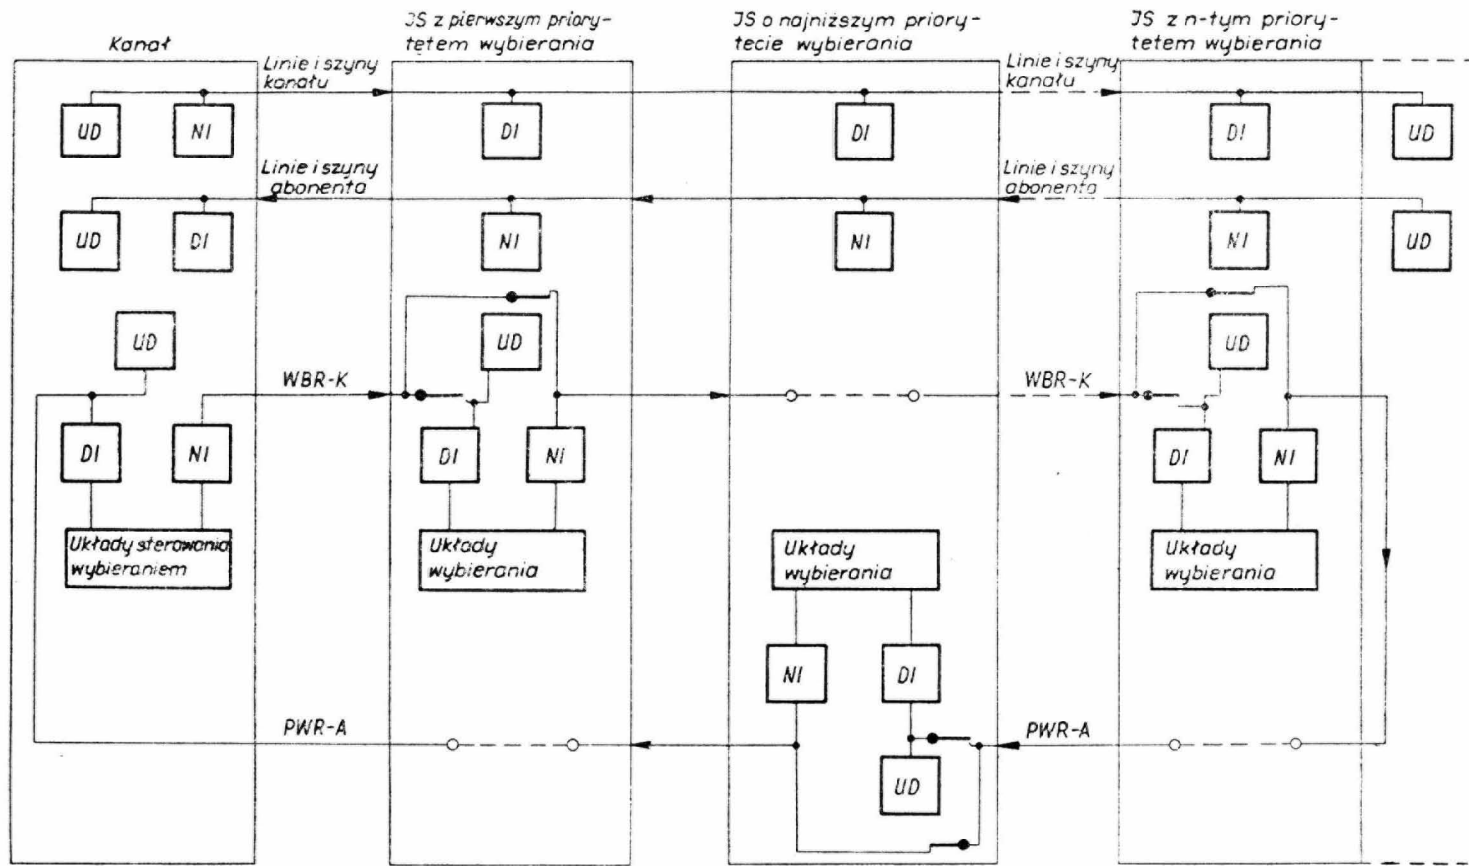 Kanał
JS z pierwszym priory-
tętem wybierania
JS o najniższym priory-
tecie wybierania
JS z n-tym priory-
tetem wybierania
Linie i szyny
kanału
Linie i szyny
kanału
UD
NI
DI
DI
DI
UD
Linie i szyny
abonenta
Linie i szyny
abonenta
UD
DI
NI
NI
NI
UD
UD
UD
UD
WBR-K
WBR-K
DI
NI
DI
NI
DI
NI
Układy sterowania
wybieraniem
Układy
wybierania
Układy
wybierania
Układy
wybierania
NI
DI
PWR-A
PWR-A
UD